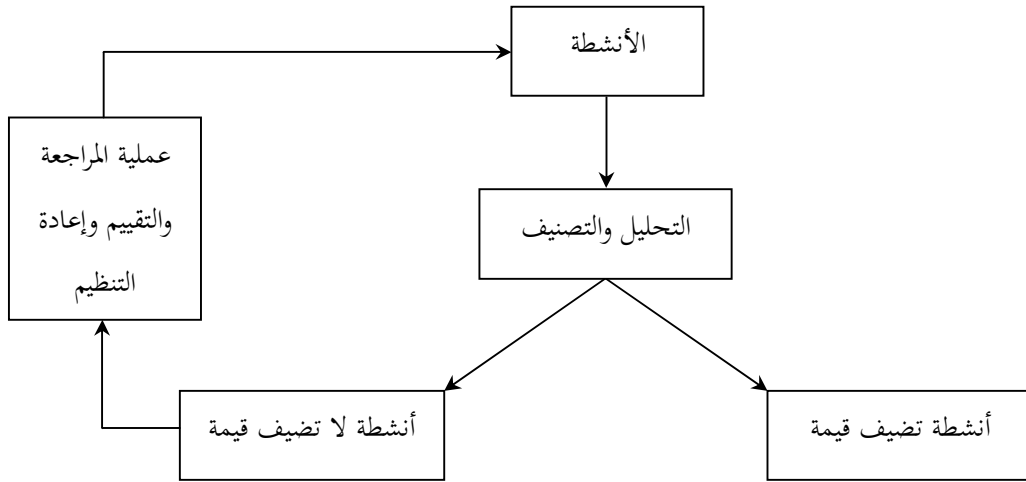 الأنشطة
عملية المراجعة
والتقييم وإعادة
التنظيم
التحليل والتصنيف
أنشطة تضيف قيمة
أنشطة لا تضيف قيمة